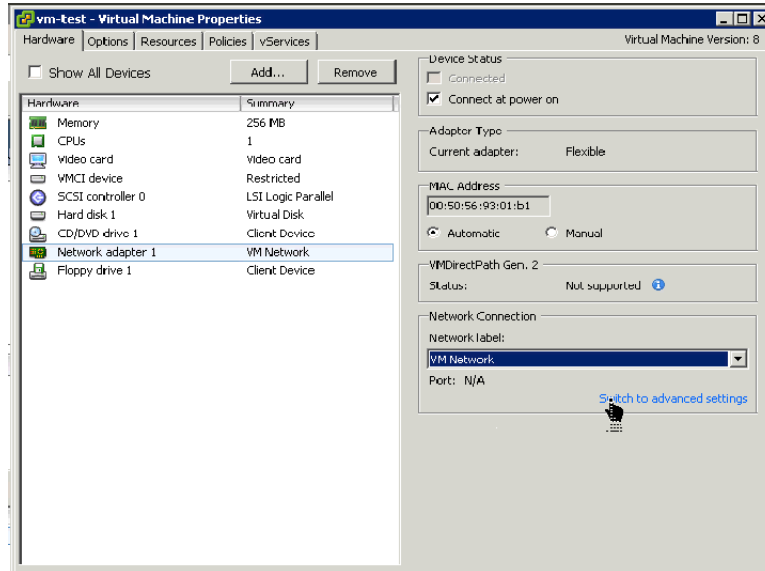 vm-test - Virtual Machine Properties
Hardware Options Resources Policies vServices Virtual Machine Version: 8
Show All Devices Add... Remove
Hardware Summary
Memory 256 MB
CPUs 1
Video card Video card
VMCI device Restricted
SCSI controller 0 LSI Logic Parallel
Hard disk 1 Virtual Disk
CD/DVD drive 1 Client Device
Network adapter 1 VM Network
Floppy drive 1 Client Device
Device Status
Connected
Connect at power on
Adapter Type
Current adapter: Flexible
MAC Address
00:50:56:93:01:b1
Automatic Manual
VMDirectPath Gen. 2
Status: Not supported
Network Connection
Network label:
VM Network
Port: N/A
Switch to advanced settings